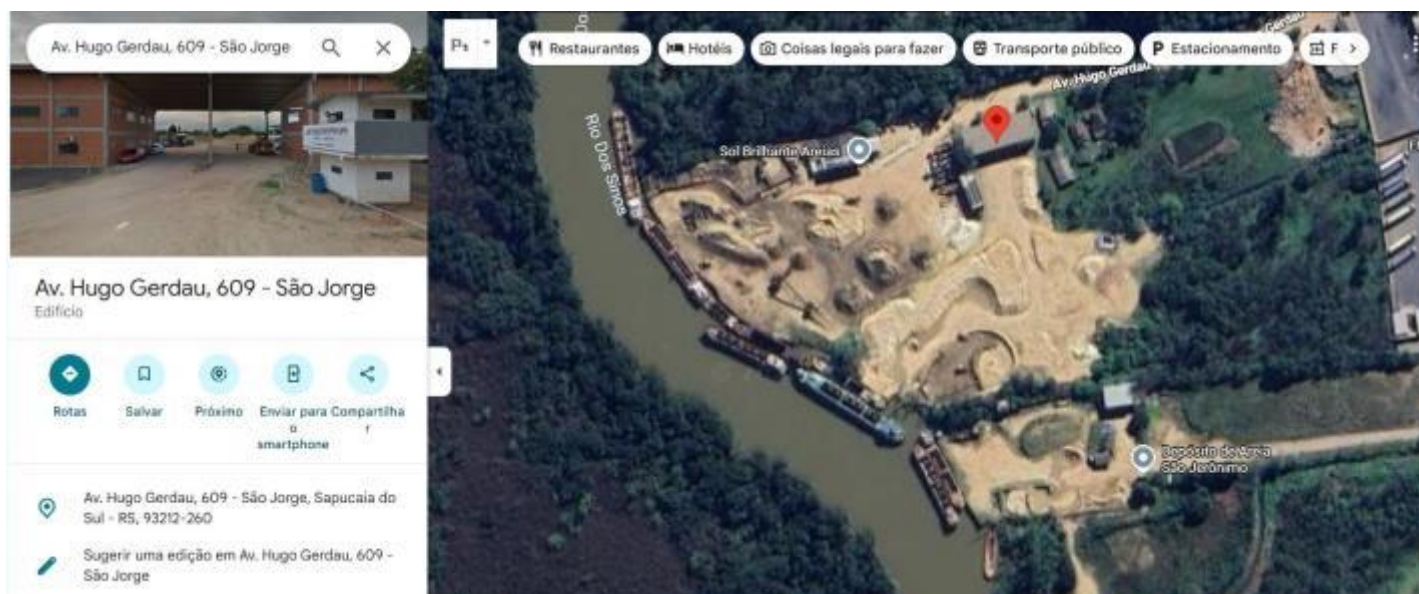 Av. Hugo Gerdau, 609 - São Jorge
Restaurantes
Hotéis
Coisas legais para fazer
Transporte público
P Estacionamento
F
Av. Hugo Gerdau
Gerdau
Rio Dos Sinos
Sol Brilhante Areias
Av. Hugo Gerdau, 609 - São Jorge
Edifício
Rotas
Salvar
Próximo
Enviar para
o
smartphone
Compartilha
r
Av. Hugo Gerdau, 609 - São Jorge, Sapucaia do
Sul - RS, 93212-260
Sugerir uma edição em Av. Hugo Gerdau, 609 -
São Jorge
Depósito de Areia
São Jerônimo